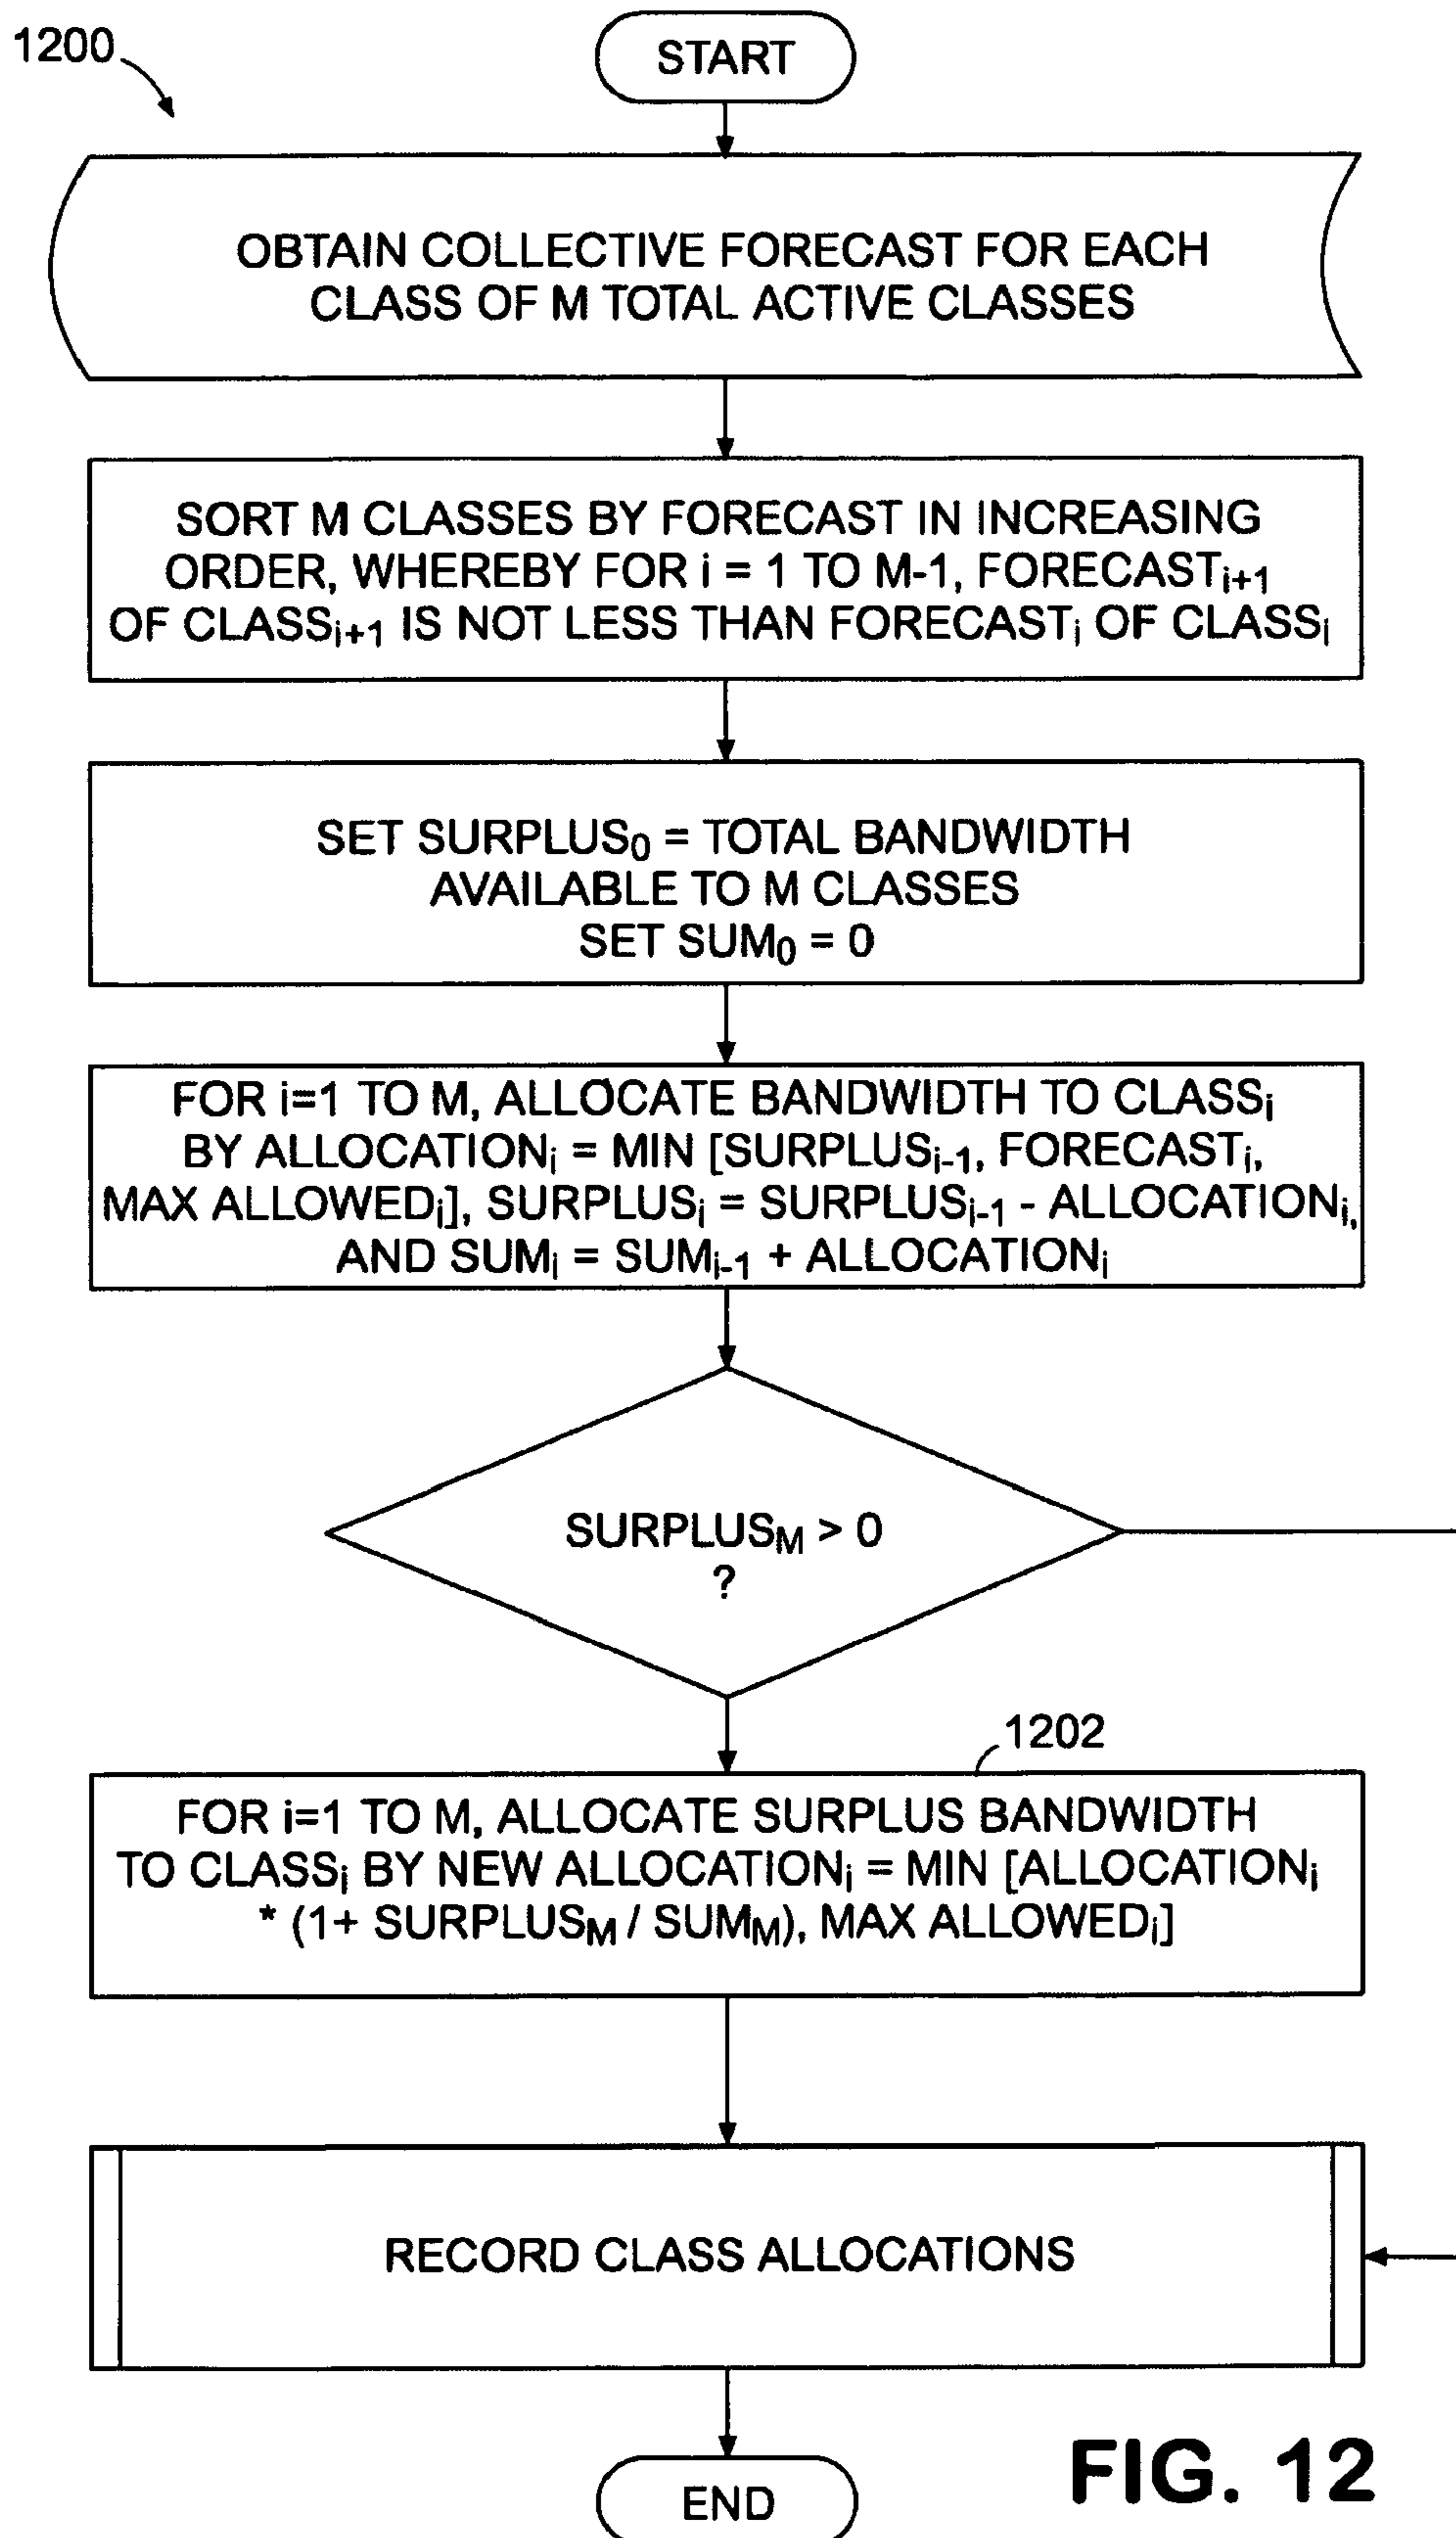 1200
START
OBTAIN COLLECTIVE FORECAST FOR EACH
CLASS OF M TOTAL ACTIVE CLASSES
SORT M CLASSES BY FORECAST IN INCREASING
ORDER, WHEREBY FOR i = 1 TO M-1, FORECASTᵢ₊₁
OF CLASSᵢ₊₁ IS NOT LESS THAN FORECASTᵢ OF CLASSᵢ
SET SURPLUS₀ = TOTAL BANDWIDTH
AVAILABLE TO M CLASSES
SET SUM₀ = 0
FOR i=1 TO M, ALLOCATE BANDWIDTH TO CLASSᵢ
BY ALLOCATIONᵢ = MIN [SURPLUSᵢ₋₁, FORECASTᵢ,
MAX ALLOWEDᵢ], SURPLUSᵢ = SURPLUSᵢ₋₁ - ALLOCATIONᵢ,
AND SUMᵢ = SUMᵢ₋₁ + ALLOCATIONᵢ
SURPLUS_M > 0
?
1202
FOR i=1 TO M, ALLOCATE SURPLUS BANDWIDTH
TO CLASSᵢ BY NEW ALLOCATIONᵢ = MIN [ALLOCATIONᵢ
* (1+ SURPLUS_M / SUM_M), MAX ALLOWEDᵢ]
RECORD CLASS ALLOCATIONS
END
FIG. 12